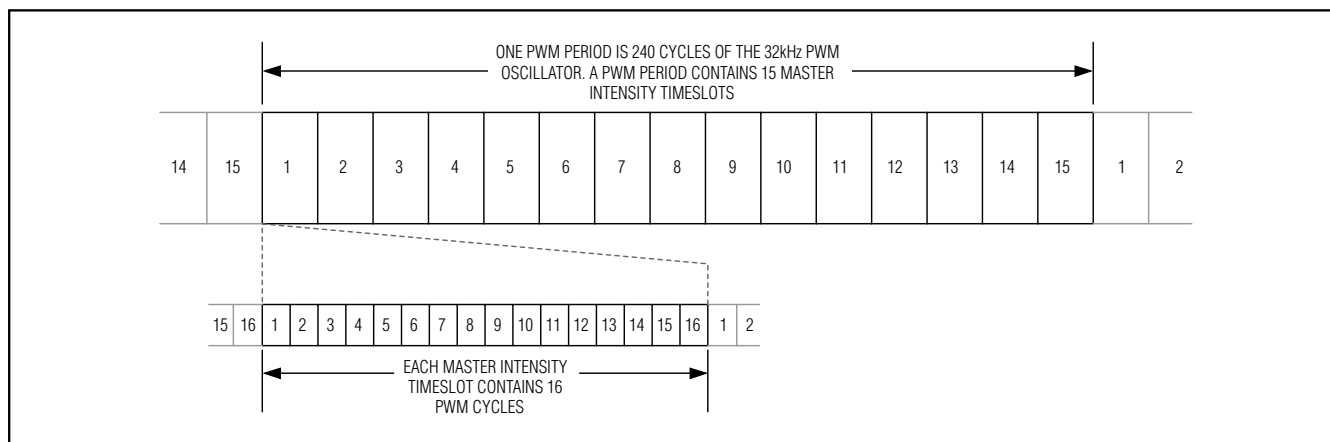 ONE PWM PERIOD IS 240 CYCLES OF THE 32kHz PWM
OSCILLATOR. A PWM PERIOD CONTAINS 15 MASTER
INTENSITY TIMESLOTS
14 15 1 2 3 4 5 6 7 8 9 10 11 12 13 14 15 1 2
15 16 1 2 3 4 5 6 7 8 9 10 11 12 13 14 15 16 1 2
EACH MASTER INTENSITY
TIMESLOT CONTAINS 16
PWM CYCLES